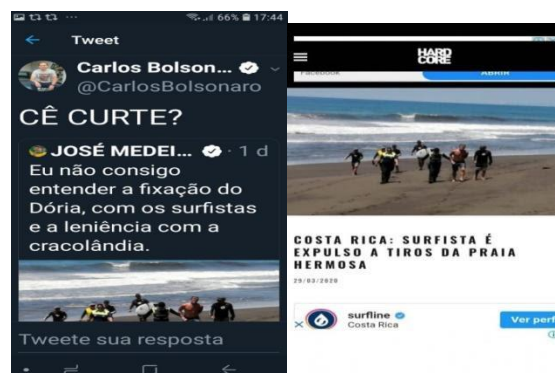 66% 17:44
Tweet
Carlos Bolson...
@CarlosBolsonaro
CÊ CURTE?
JOSÉ MEDEI... · 1 d
Eu não consigo
entender a fixação do
Dória, com os surfistas
e a leniência com a
cracolândia.
Tweete sua resposta
HARD
CORE
Facebook
ABRIR
COSTA RICA: SURFISTA É
EXPULSO A TIROS DA PRAIA
HERMOSA
29/03/2020
surfline
Costa Rica
Ver perf